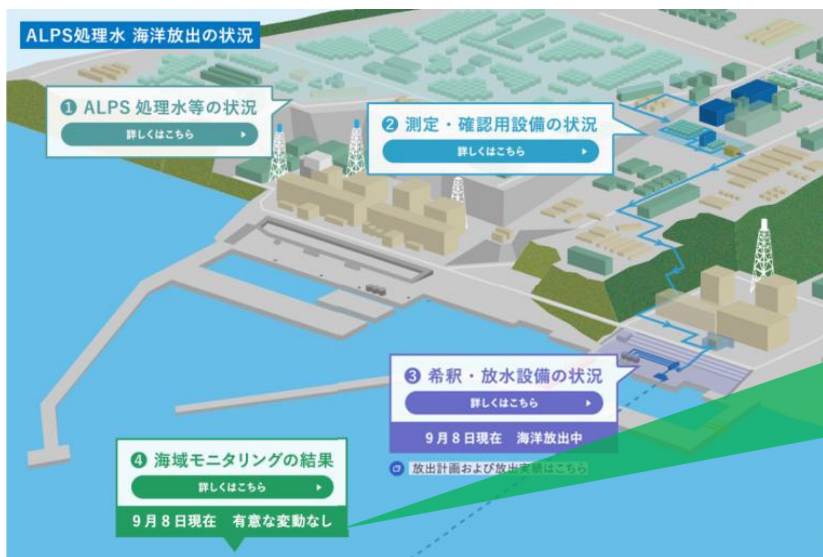 ALPS処理水 海洋放出の状況
❶ ALPS 処理水等の状況
詳しくはこちら
❷ 測定・確認用設備の状況
詳しくはこちら
❸ 希釈・放水設備の状況
詳しくはこちら
9月8日現在 海洋放出中
放出計画および放出実績はこちら
❹ 海域モニタリングの結果
詳しくはこちら
9月8日現在 有意な変動なし